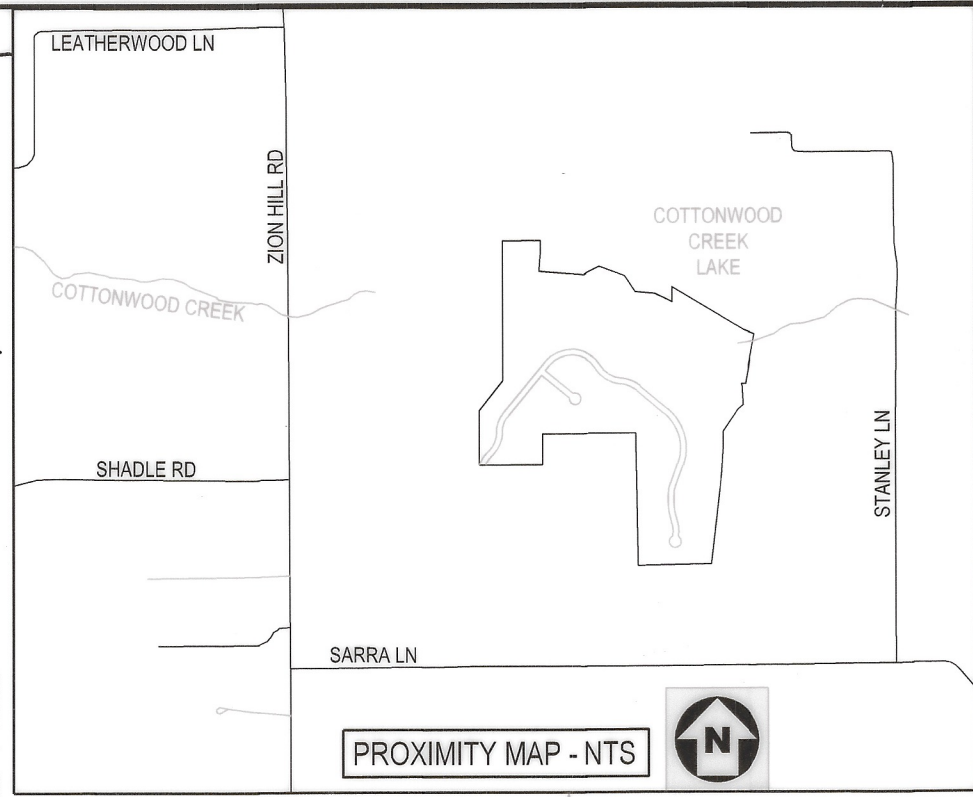 LEATHERWOOD LN
ZION HILL RD
COTTONWOOD
CREEK
LAKE
COTTONWOOD CREEK
SHADLE RD
STANLEY LN
SARRA LN
PROXIMITY MAP - NTS
N